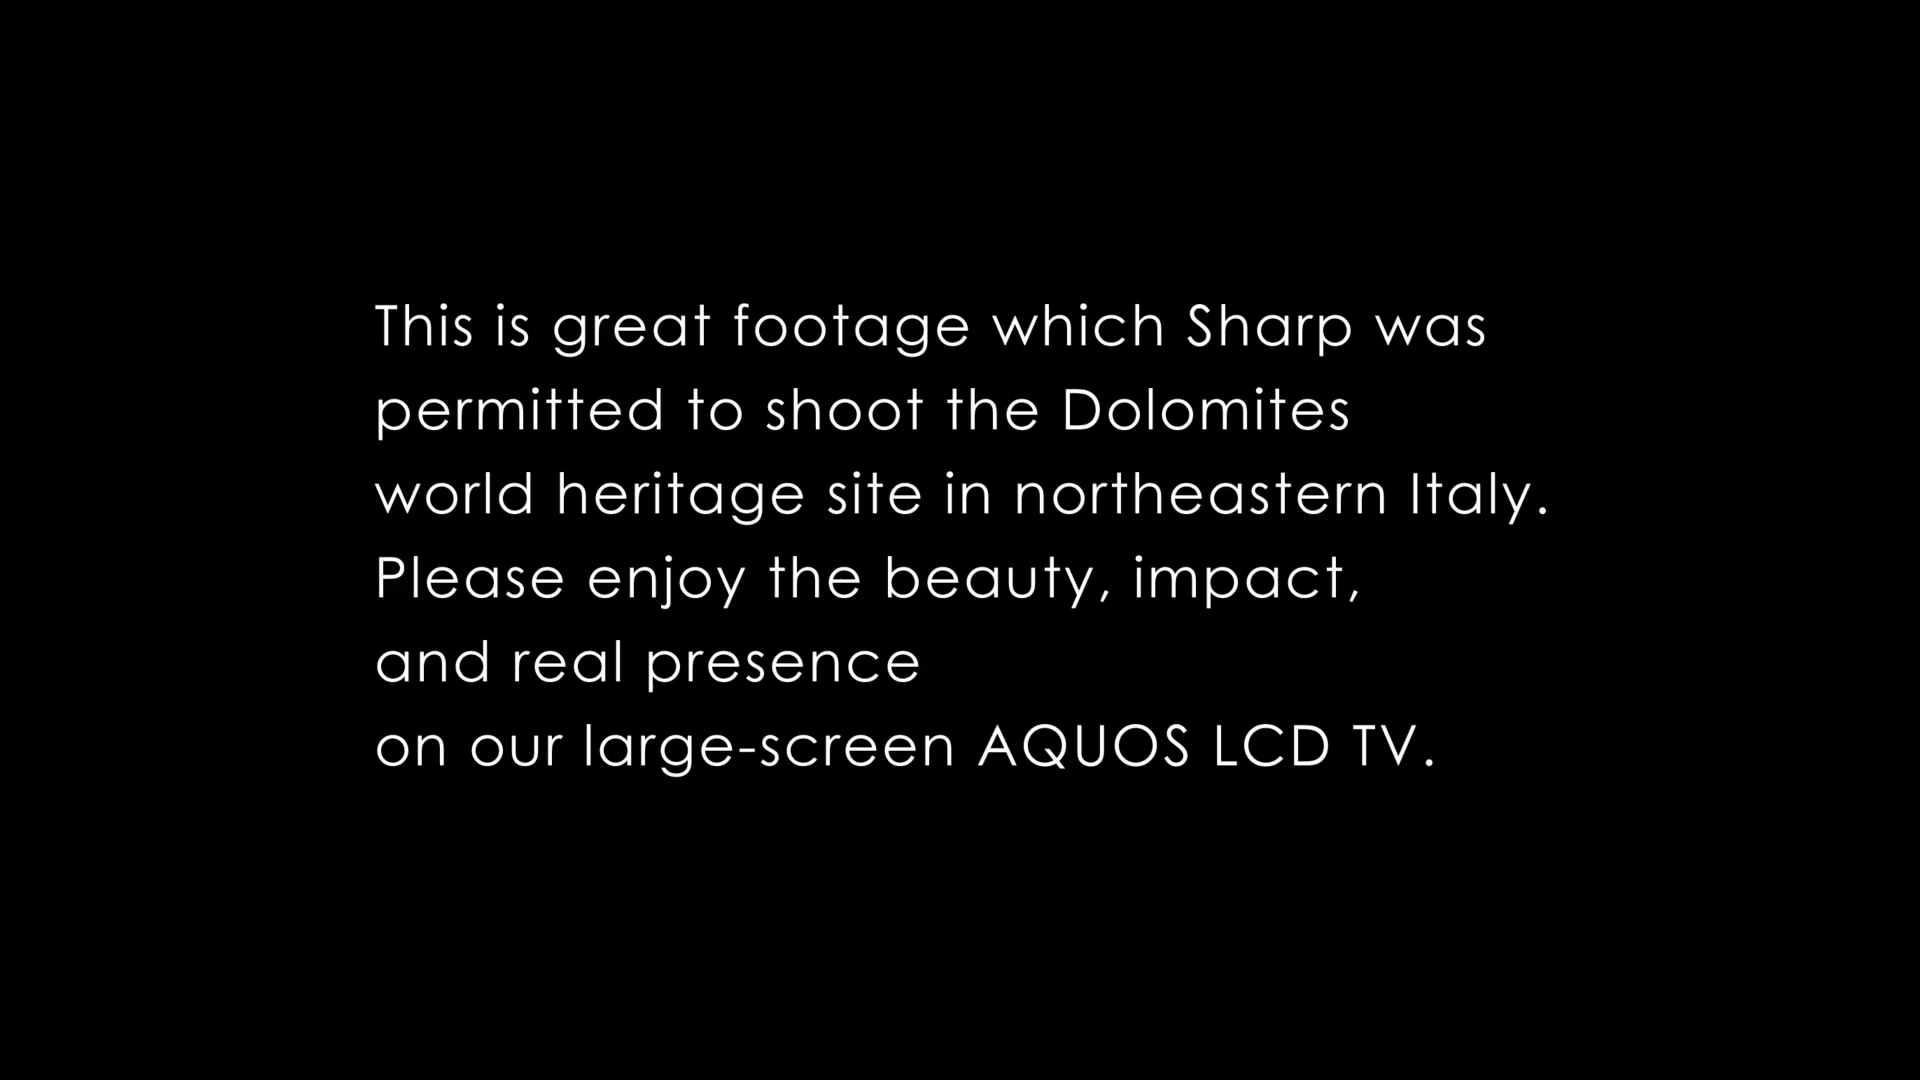 This is great footage which Sharp was
permitted to shoot the Dolomites
world heritage site in northeastern Italy.
Please enjoy the beauty, impact,
and real presence
on our large-screen AQUOS LCD TV.